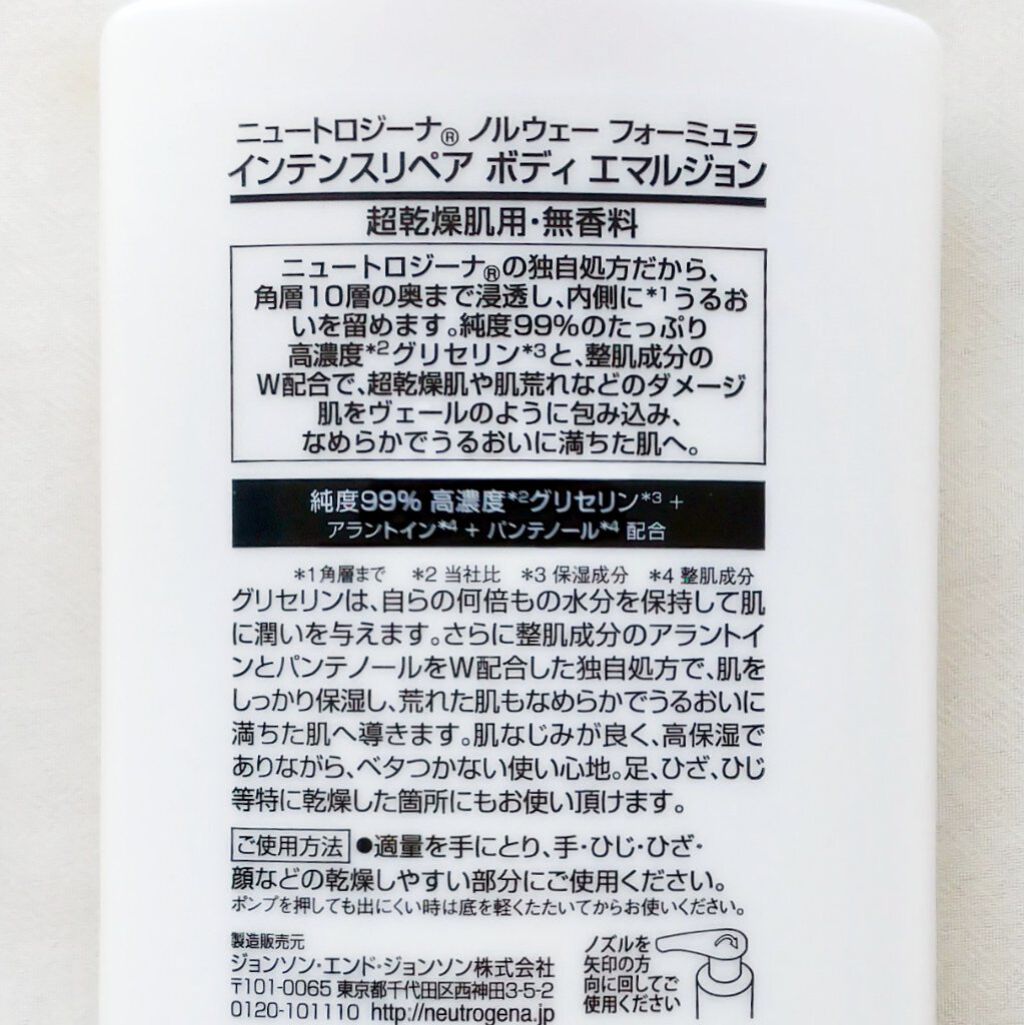 ニュートロジーナ® ノルウェー フォーミュラ
インテンスリペア ボディ エマルジョン
超乾燥肌用・無香料
ニュートロジーナ®の独自処方だから、
角層10層の奥まで浸透し、内側に*1うるお
いを留めます。純度99%のたっぷり
高濃度*2グリセリン*3と、整肌成分の
W配合で、超乾燥肌や肌荒れなどのダメージ
肌をヴェールのように包み込み、
なめらかでうるおいに満ちた肌へ。
純度99% 高濃度*2グリセリン*3 +
アラントイン*4 + パンテノール*4 配合
*1角層まで *2 当社比 *3 保湿成分 *4 整肌成分
グリセリンは、自らの何倍もの水分を保持して肌
に潤いを与えます。さらに整肌成分のアラントイ
ンとパンテノールをW配合した独自処方で、肌を
しっかり保湿し、荒れた肌もなめらかでうるおいに
満ちた肌へ導きます。肌なじみが良く、高保湿で
ありながら、ベタつかない使い心地。足、ひざ、ひじ
等特に乾燥した箇所にもお使い頂けます。
ご使用方法 ●適量を手にとり、手・ひじ・ひざ・
顔などの乾燥しやすい部分にご使用ください。
ポンプを押しても出にくい時は底を軽くたたいてからお使いください。
製造販売元
ジョンソン・エンド・ジョンソン株式会社
〒101-0065 東京都千代田区西神田3-5-2
0120-101110 http://neutrogena.jp
ノズルを
矢印の方
向に回してご
使用ください